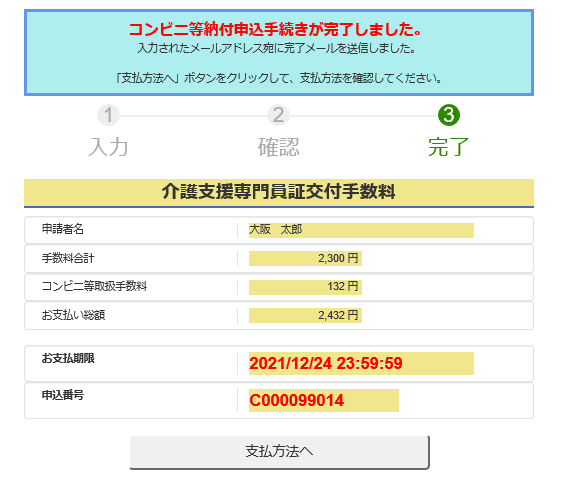 コンビニ等納付申込手続きが完了しました。
入力されたメールアドレス宛に完了メールを送信しました。
「支払方法へ」ボタンをクリックして、支払方法を確認してください。
1 2 3
入力 確認 完了
介護支援専門員証交付手数料
申請者名 大阪　太郎
手数料合計 2,300 円
コンビニ等取扱手数料 132 円
お支払い総額 2,432 円
お支払期限 2021/12/24 23:59:59
申込番号 C000099014
支払方法へ